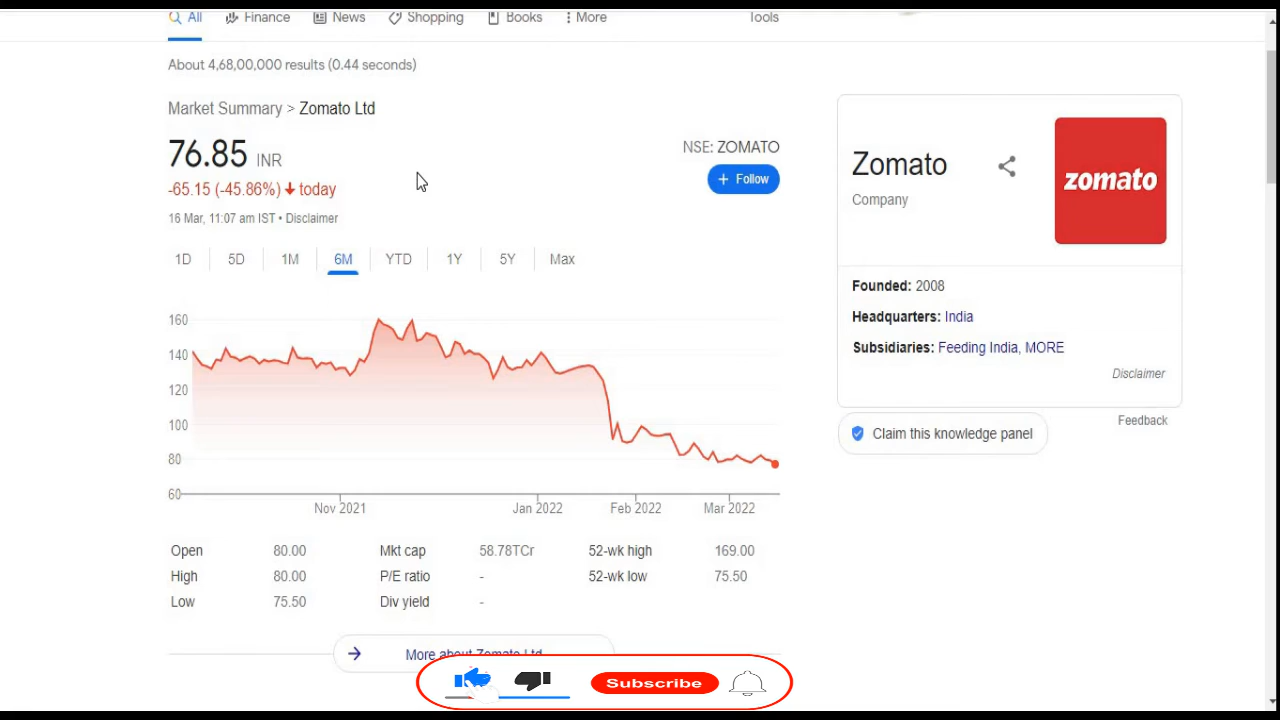 All Finance News Shopping Books More Tools
About 4,68,00,000 results (0.44 seconds)
Market Summary > Zomato Ltd
76.85 INR
-65.15 (-45.86%) today
16 Mar, 11:07 am IST • Disclaimer
NSE: ZOMATO
+ Follow
1D 5D 1M 6M YTD 1Y 5Y Max
160
140
120
100
80
60
Nov 2021 Jan 2022 Feb 2022 Mar 2022
Open 80.00 Mkt cap 58.78TCr 52-wk high 169.00
High 80.00 P/E ratio - 52-wk low 75.50
Low 75.50 Div yield -
More about Zomato Ltd
Zomato
Company
zomato
Founded: 2008
Headquarters: India
Subsidiaries: Feeding India, MORE
Disclaimer
Feedback
Claim this knowledge panel
Subscribe